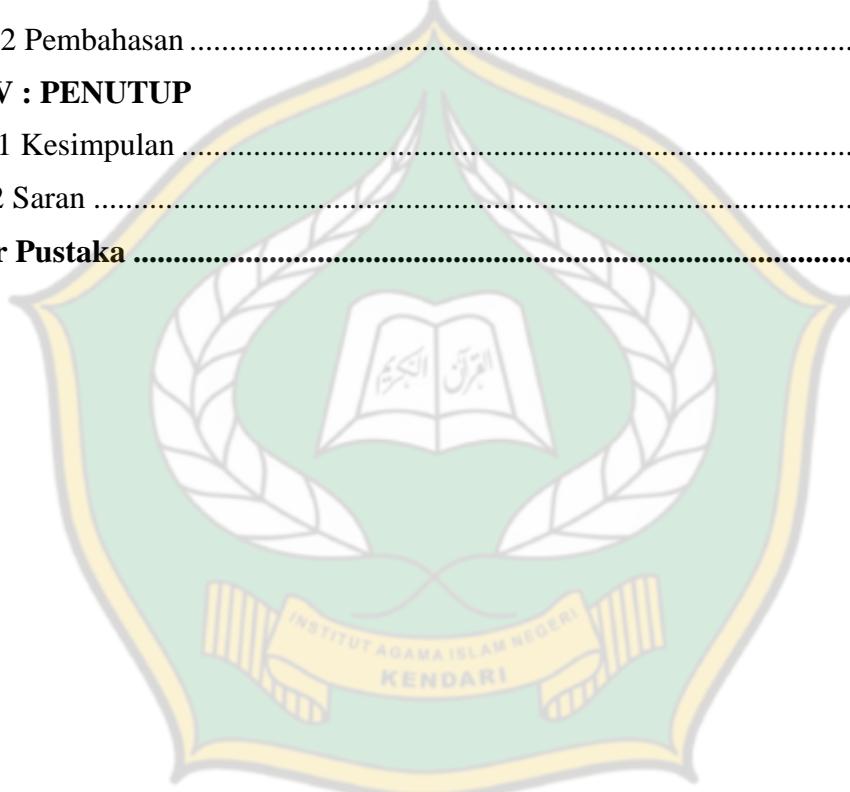 2 Pembahasan ....................................................................................
V : PENUTUP
1 Kesimpulan .....................................................................................
2 Saran ................................................................................................
r Pustaka ...........................................................................................
القرآن الكريم
INSTITUT AGAMA ISLAM NEGERI
KENDARI